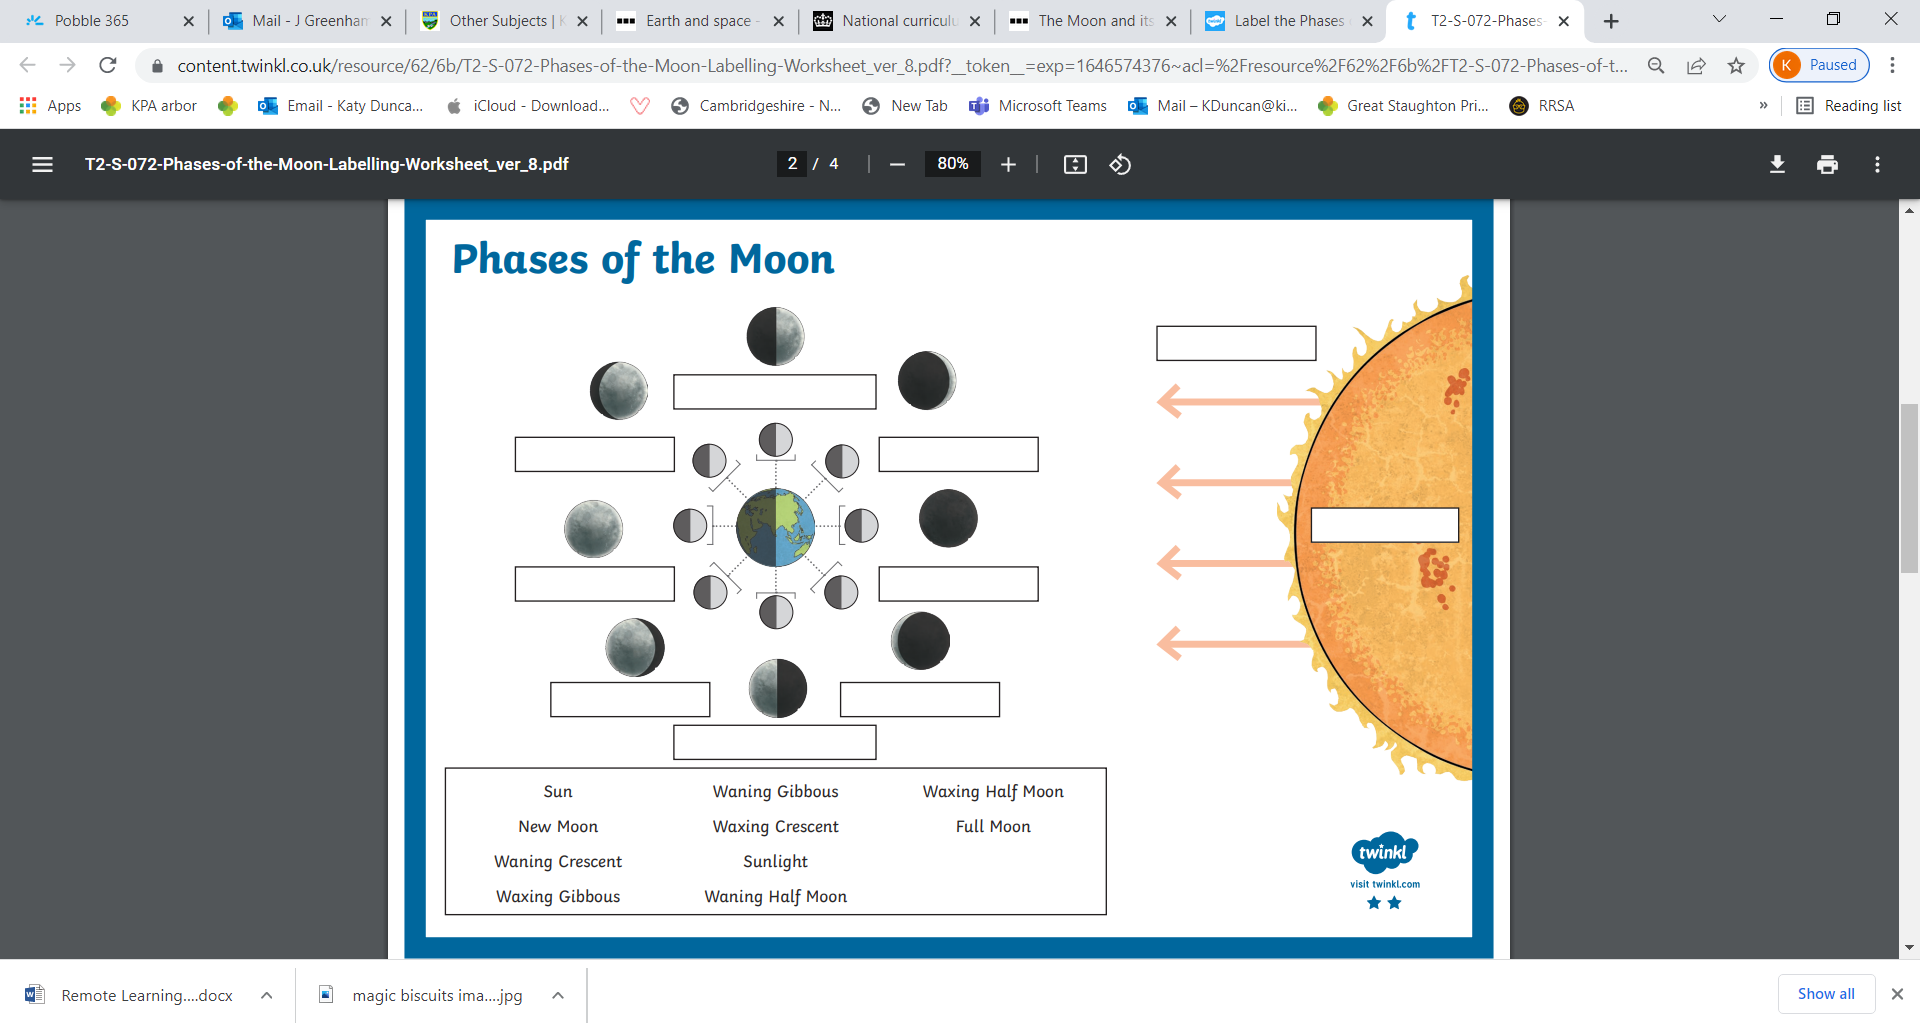 Pobble 365
Mail - J Greenham
Other Subjects | K
Earth and space -
National curriculu
The Moon and its
Label the Phases
T2-S-072-Phases-
content.twinkl.co.uk/resource/62/6b/T2-S-072-Phases-of-the-Moon-Labelling-Worksheet_ver_8.pdf?__token__=exp=1646574376~acl=%2Fresource%2F62%2F6b%2FT2-S-072-Phases-of-t...
K Paused
Apps
KPA arbor
Email - Katy Dunca...
iCloud - Download...
Cambridgeshire - N...
New Tab
Microsoft Teams
Mail – KDuncan@ki...
Great Staughton Pri...
RRSA
»
Reading list
T2-S-072-Phases-of-the-Moon-Labelling-Worksheet_ver_8.pdf
2 / 4
80%
Phases of the Moon
Sun
Waning Gibbous
Waxing Half Moon
New Moon
Waxing Crescent
Full Moon
Waning Crescent
Sunlight
Waxing Gibbous
Waning Half Moon
twinkl
visit twinkl.com
Remote Learning....docx
magic biscuits ima....jpg
Show all